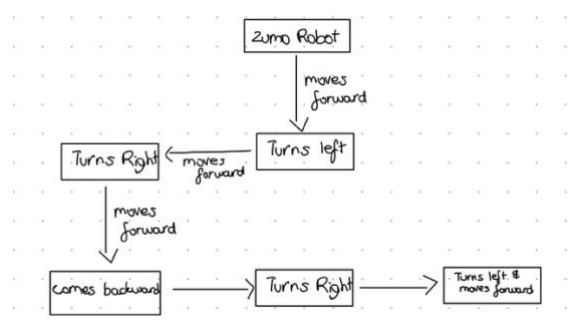 Zumo Robot
moves
forward
Turns left
moves
forward
Turns Right
moves
forward
comes backward
Turns Right
Turns left &
moves forward